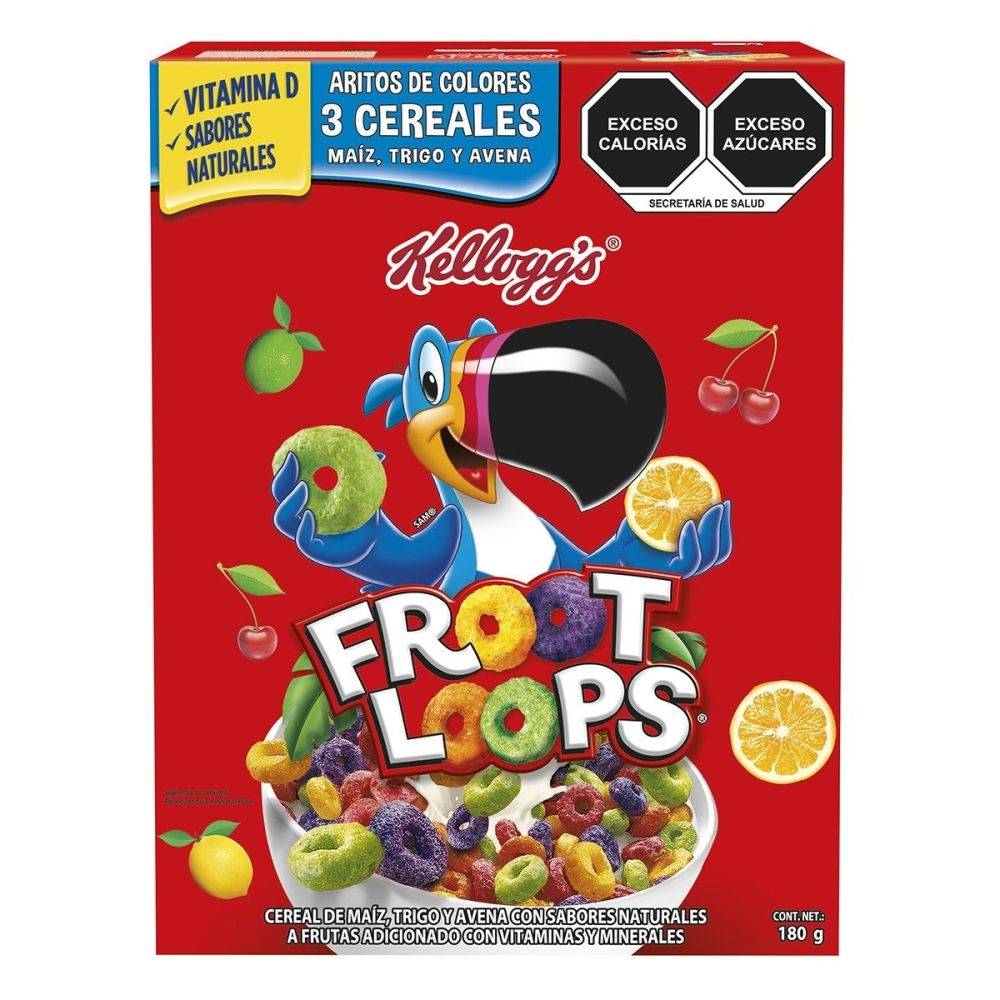 ✓ VITAMINA D
✓ SABORES
NATURALES
ARITOS DE COLORES
3 CEREALES
MAÍZ, TRIGO Y AVENA
EXCESO
CALORÍAS
EXCESO
AZÚCARES
SECRETARÍA DE SALUD
Kellogg's®
SAM®
FROOT
LOOPS®
CEREAL DE MAÍZ, TRIGO Y AVENA CON SABORES NATURALES
A FRUTAS ADICIONADO CON VITAMINAS Y MINERALES
CONT. NET.:
180 g